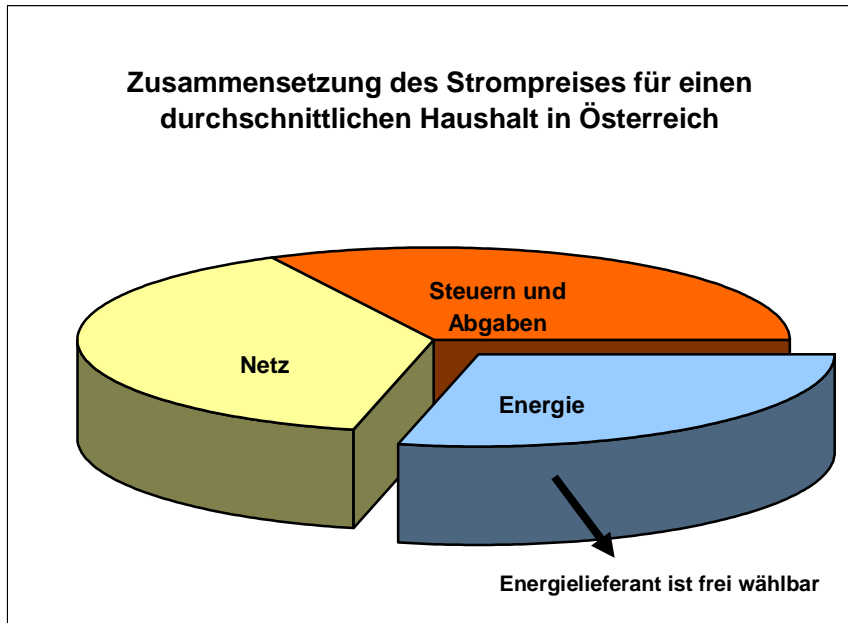 Zusammensetzung des Strompreises für einen
durchschnittlichen Haushalt in Österreich
Steuern und
Abgaben
Netz
Energie
Energielieferant ist frei wählbar